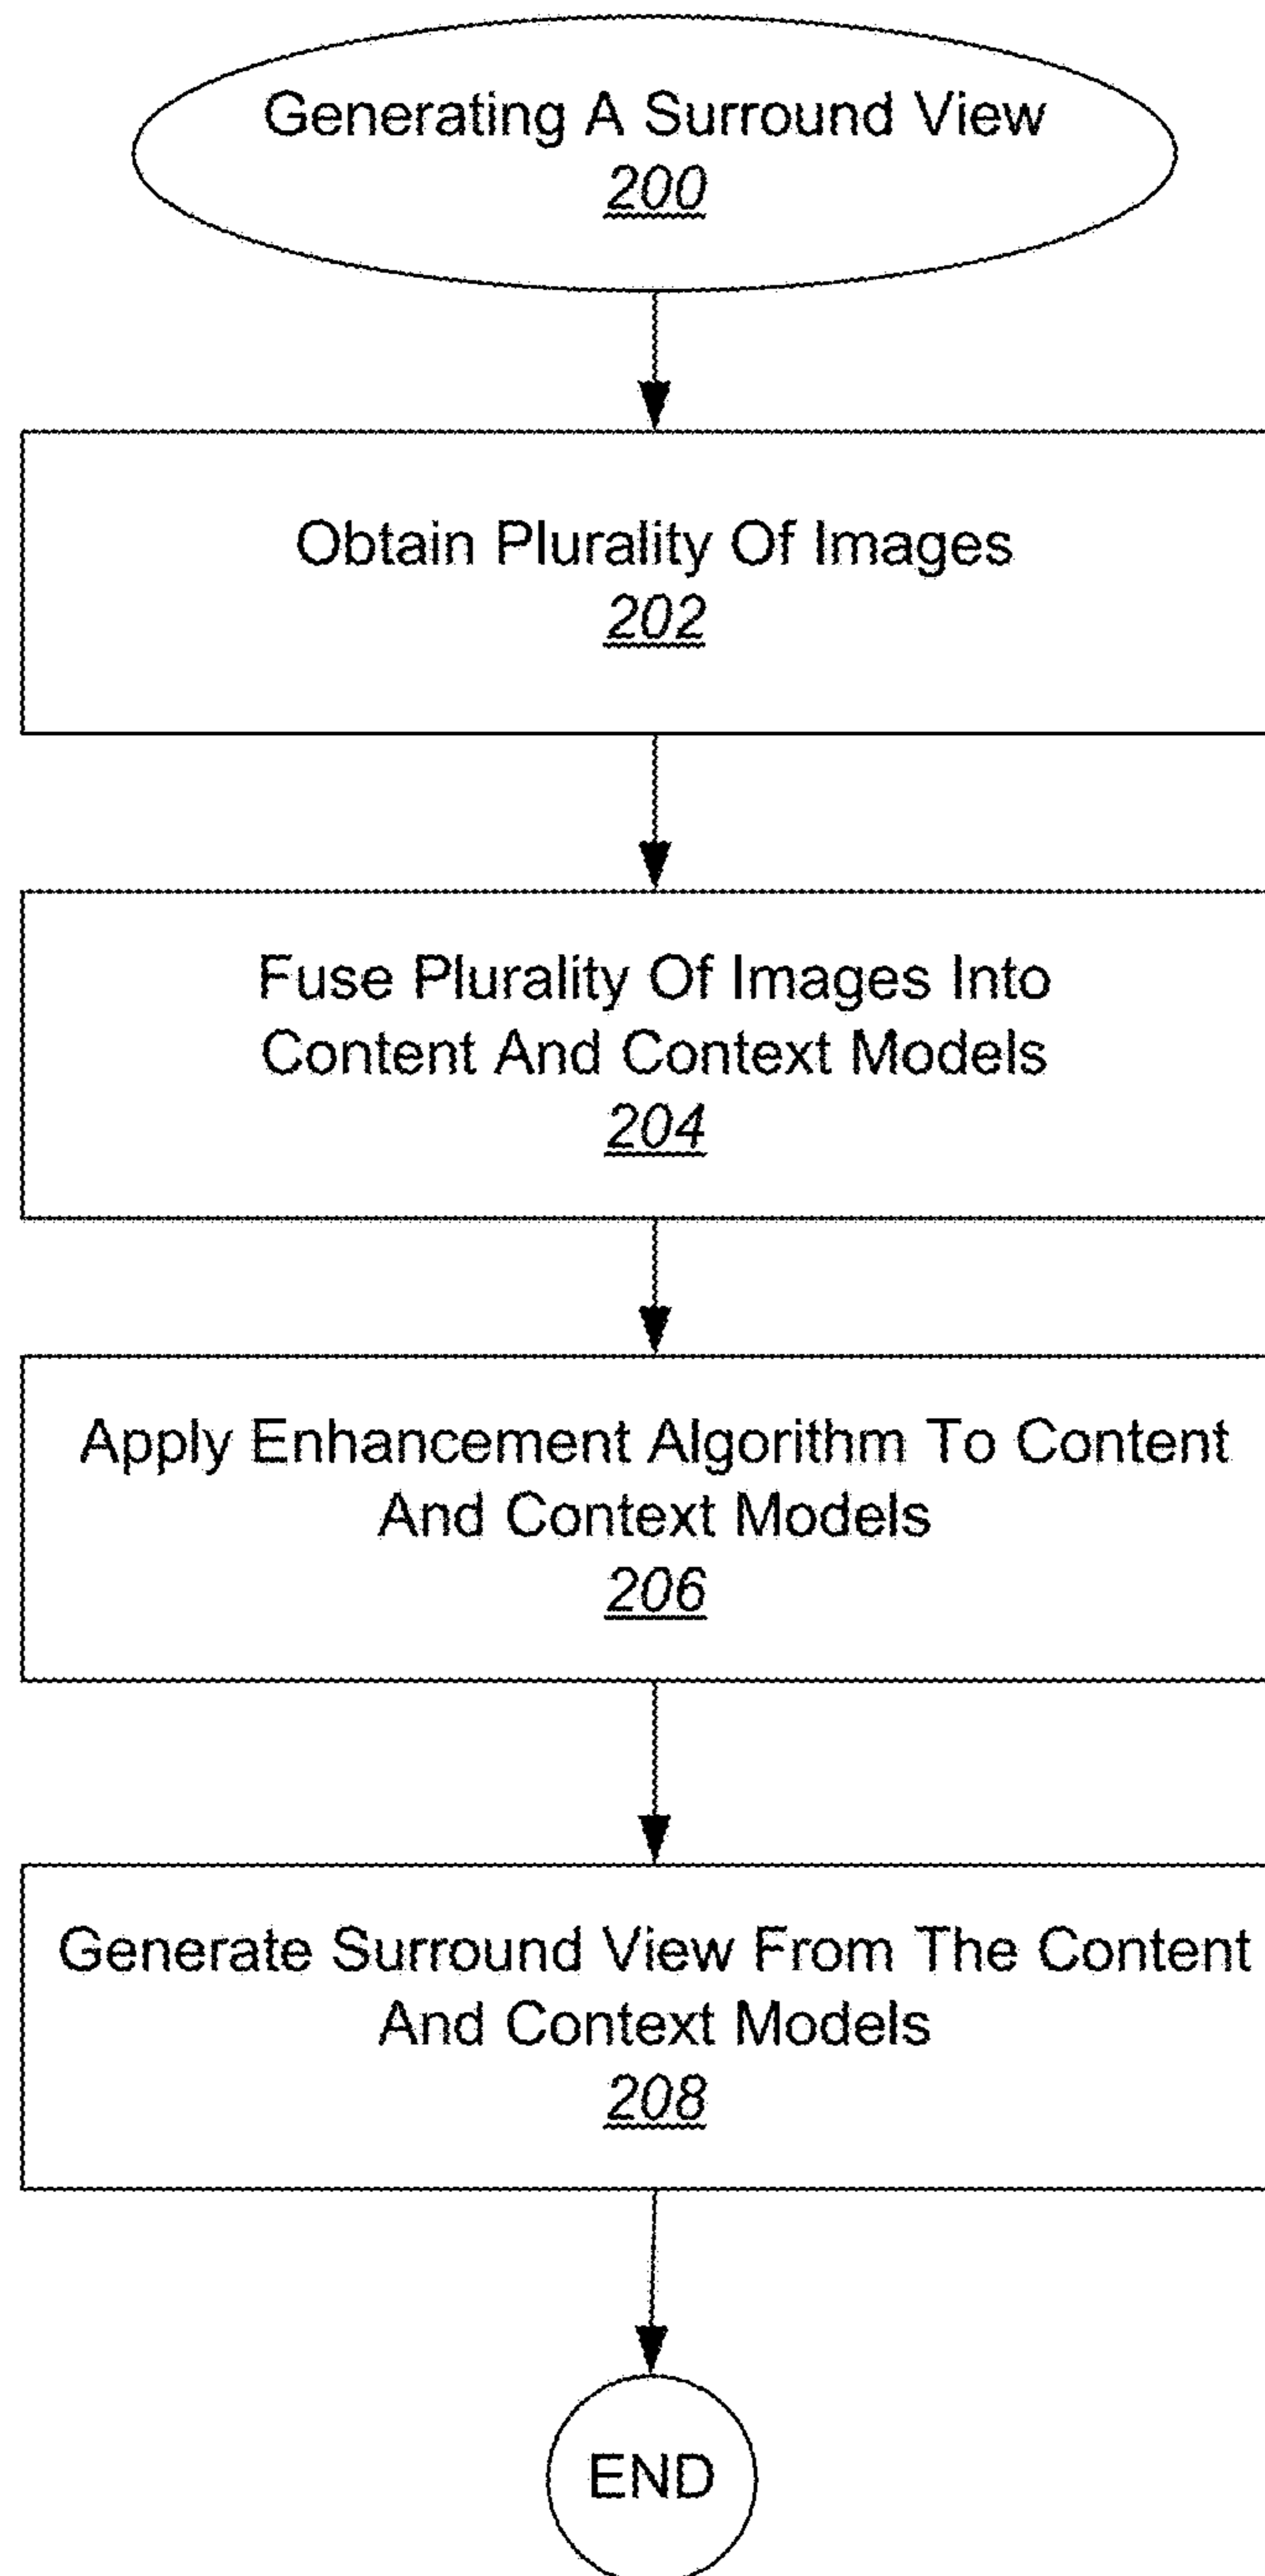 Generating A Surround View
200
Obtain Plurality Of Images
202
Fuse Plurality Of Images Into
Content And Context Models
204
Apply Enhancement Algorithm To Content
And Context Models
206
Generate Surround View From The Content
And Context Models
208
END